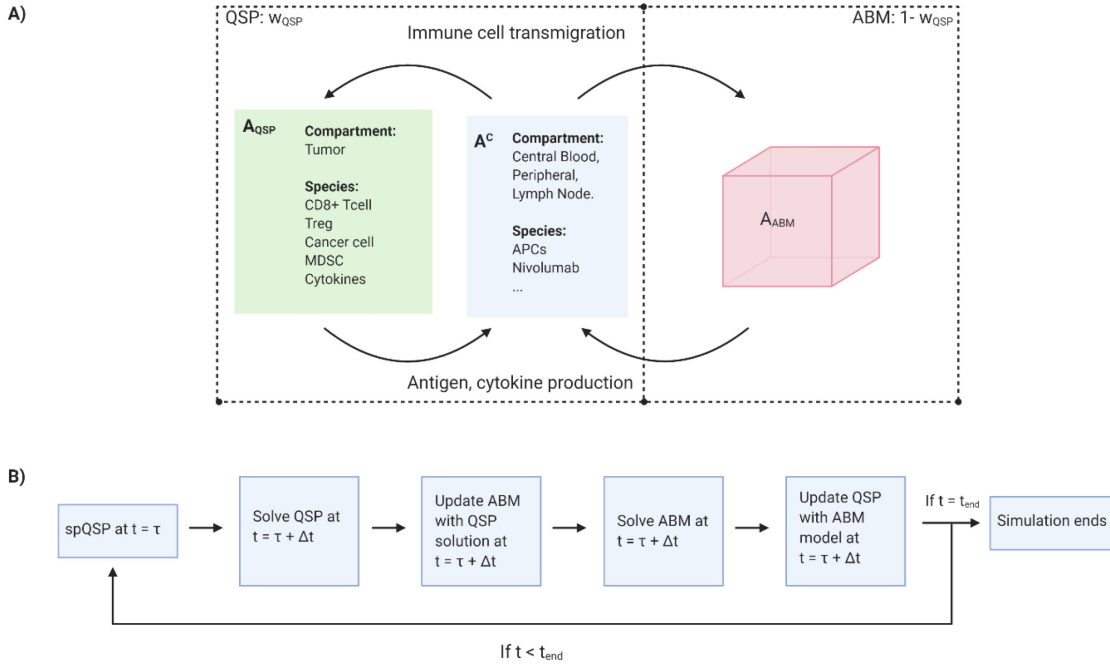 A)
QSP: wQSP
ABM: 1- wQSP
Immune cell transmigration
AQSP
Compartment:
Tumor
Species:
CD8+ Tcell
Treg
Cancer cell
MDSC
Cytokines
AC
Compartment:
Central Blood,
Peripheral,
Lymph Node.
Species:
APCs
Nivolumab
...
AABM
Antigen, cytokine production
B)
spQSP at t = τ
Solve QSP at
t = τ + Δt
Update ABM
with QSP
solution at
t = τ + Δt
Solve ABM at
t = τ + Δt
Update QSP
with ABM
model at
t = τ + Δt
If t = tend
Simulation ends
If t < tend